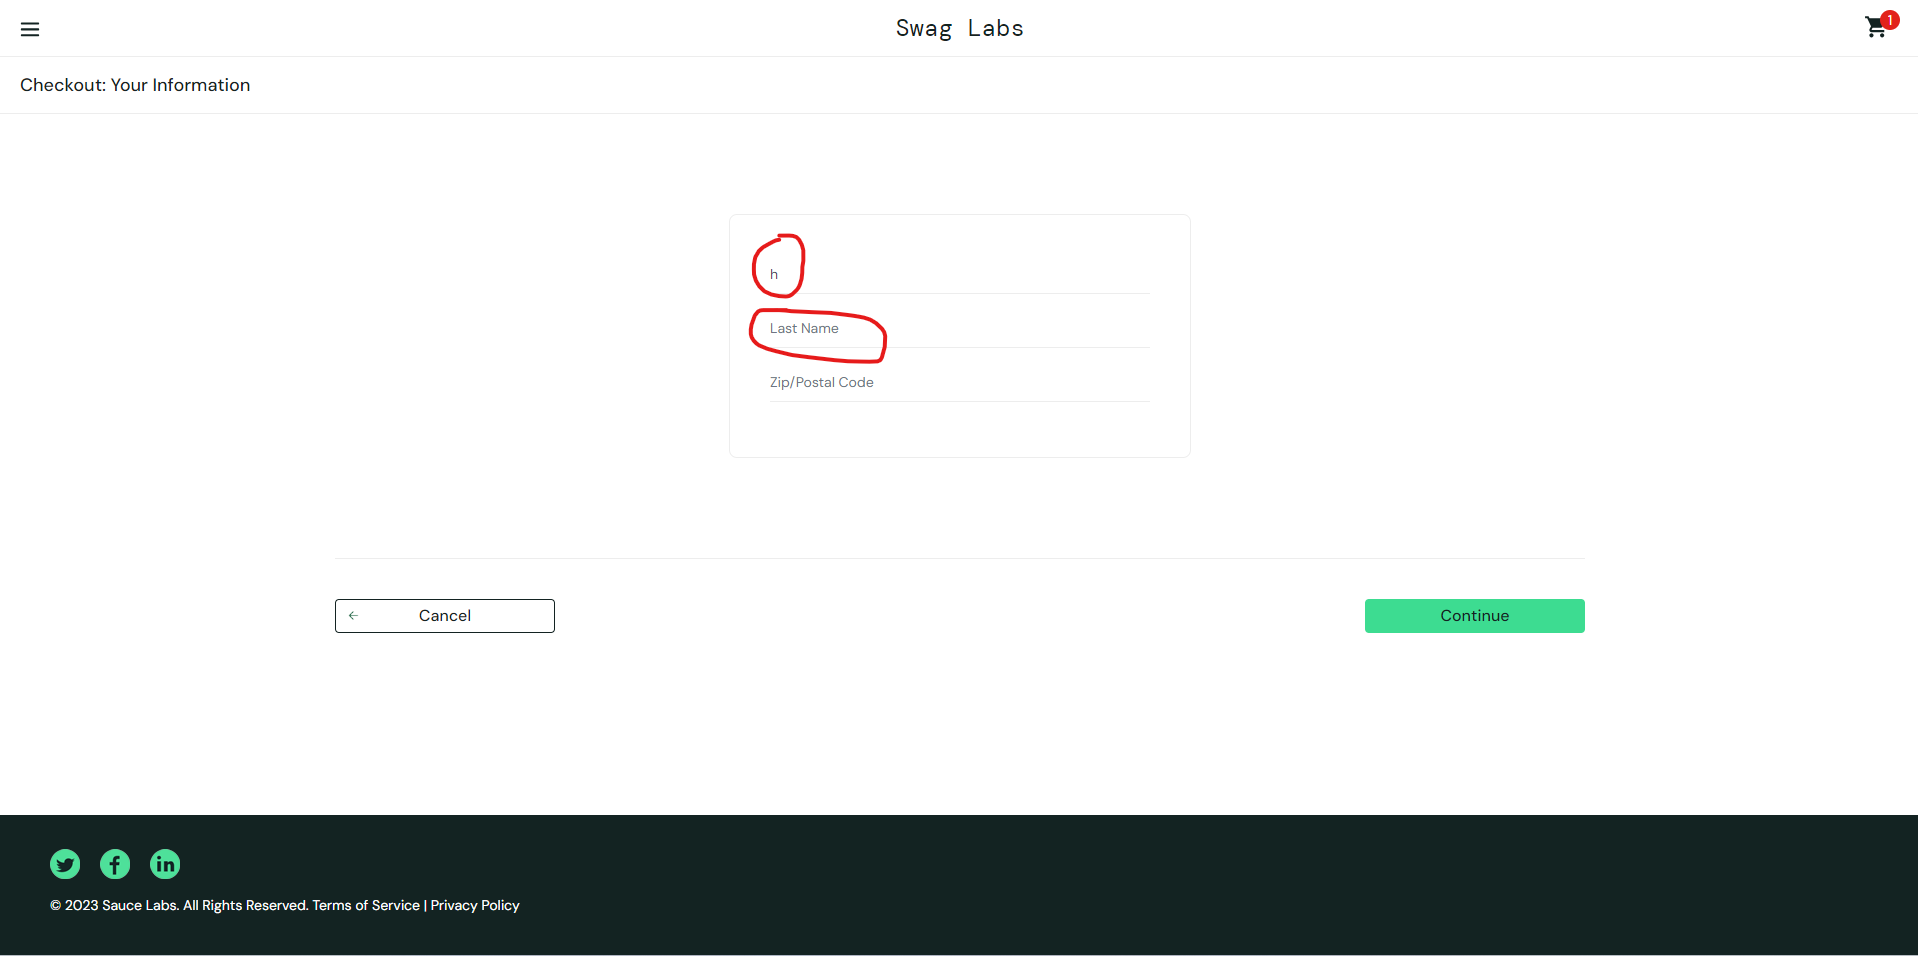 Swag Labs
1
Checkout: Your Information
h
Last Name
Zip/Postal Code
Cancel
Continue
© 2023 Sauce Labs. All Rights Reserved. Terms of Service | Privacy Policy